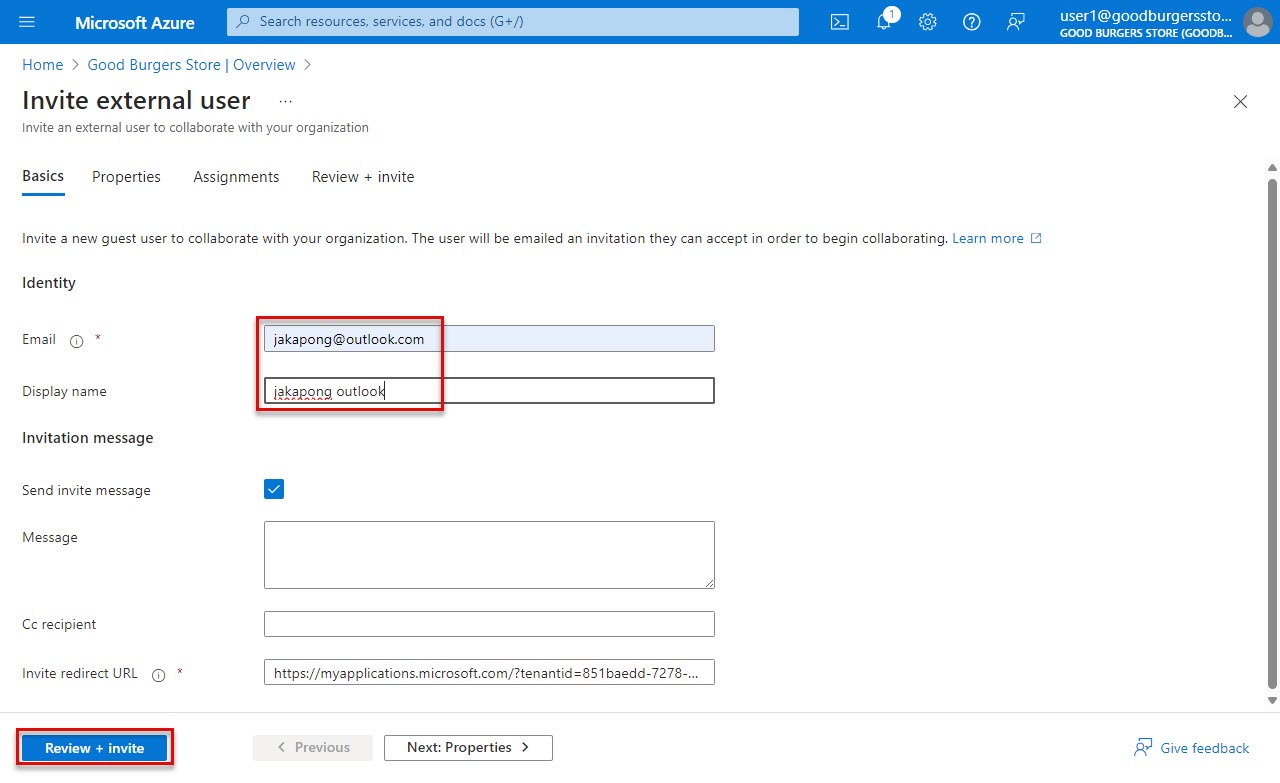 Microsoft Azure
Search resources, services, and docs (G+/)
1
user1@goodburgerssto...
GOOD BURGERS STORE (GOODB...
Home > Good Burgers Store | Overview >
Invite external user ...
Invite an external user to collaborate with your organization
Basics Properties Assignments Review + invite
Invite a new guest user to collaborate with your organization. The user will be emailed an invitation they can accept in order to begin collaborating. Learn more
Identity
Email * jakapong@outlook.com
Display name jakapong outlook
Invitation message
Send invite message
Message
Cc recipient
Invite redirect URL * https://myapplications.microsoft.com/?tenantid=851baedd-7278-...
Review + invite < Previous Next: Properties > Give feedback